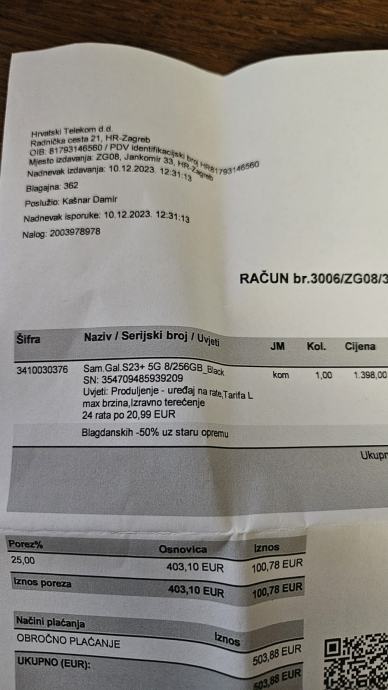 Hrvatski Telekom d.d.
Radnička cesta 21, HR-Zagreb
OIB: 81793146560 / PDV identifikacijski broj HR81793146560
Mjesto izdavanja: ZG08, Jankomir 33, HR-Zagreb
Nadnevak izdavanja: 10.12.2023. 12:31:13
Blagajna: 362
Poslužio: Kašnar Damir
Nadnevak isporuke: 10.12.2023. 12:31:13
Nalog: 2003978978
RAČUN br.3006/ZG08/3
Šifra Naziv / Serijski broj / Uvjeti JM Kol. Cijena
3410030376 Sam.Gal.S23+ 5G 8/256GB_Black kom 1,00 1.398,00
SN: 354709485939209
Uvjeti: Produljenje - uređaj na rate,Tarifa L
max brzina,Izravno terećenje
24 rata po 20,99 EUR
Blagdanskih -50% uz staru opremu
Ukupn
Porez% Osnovica Iznos
25,00 403,10 EUR 100,78 EUR
Iznos poreza 403,10 EUR 100,78 EUR
Načini plaćanja Iznos
OBROČNO PLAĆANJE 503,88 EUR
UKUPNO (EUR): 503,88 EUR